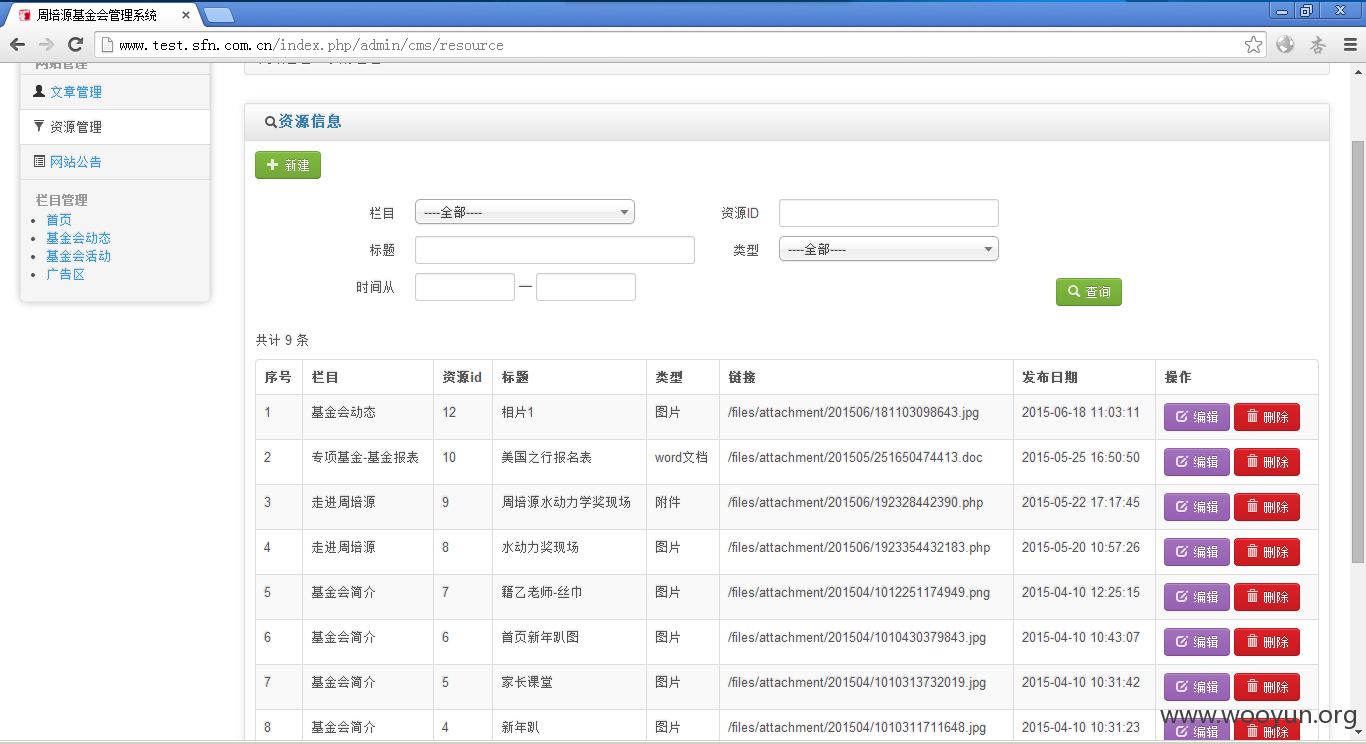 周培源基金会管理系统
www.test.sfn.com.cn/index.php/admin/cms/resource
网站管理
文章管理
资源管理
网站公告
栏目管理
首页
基金会动态
基金会活动
广告区
资源信息
新建
栏目 ----全部---- 资源ID
标题 类型 ----全部----
时间从 — 查询
共计 9 条
序号 栏目 资源id 标题 类型 链接 发布日期 操作
1 基金会动态 12 相片1 图片 /files/attachment/201506/181103098643.jpg 2015-06-18 11:03:11 编辑 删除
2 专项基金-基金报表 10 美国之行报名表 word文档 /files/attachment/201505/251650474413.doc 2015-05-25 16:50:50 编辑 删除
3 走进周培源 9 周培源水动力学奖现场 附件 /files/attachment/201506/192328442390.php 2015-05-22 17:17:45 编辑 删除
4 走进周培源 8 水动力奖现场 图片 /files/attachment/201506/1923354432183.php 2015-05-20 10:57:26 编辑 删除
5 基金会简介 7 籍乙老师-丝巾 图片 /files/attachment/201504/1012251174949.png 2015-04-10 12:25:15 编辑 删除
6 基金会简介 6 首页新年趴图 图片 /files/attachment/201504/1010430379843.jpg 2015-04-10 10:43:07 编辑 删除
7 基金会简介 5 家长课堂 图片 /files/attachment/201504/1010313732019.jpg 2015-04-10 10:31:42 编辑 删除
8 基金会简介 4 新年趴 图片 /files/attachment/201504/1010311711648.jpg 2015-04-10 10:31:23 编辑 删除
www.wooyun.org